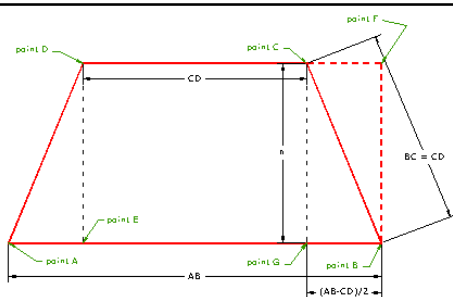 point F
point D
point C
CD
n
BC = CD
point E
point A
point G
point B
AB
(AB-CD)/2